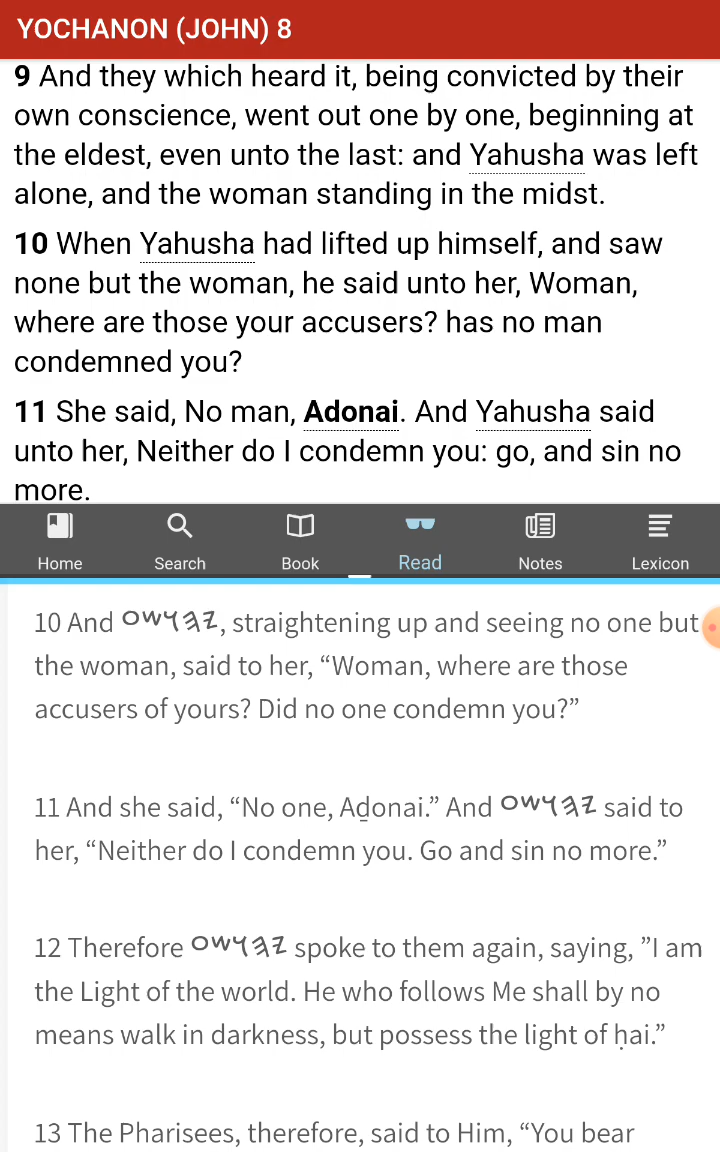 YOCHANON (JOHN) 8
9 And they which heard it, being convicted by their
own conscience, went out one by one, beginning at
the eldest, even unto the last: and Yahusha was left
alone, and the woman standing in the midst.
10 When Yahusha had lifted up himself, and saw
none but the woman, he said unto her, Woman,
where are those your accusers? has no man
condemned you?
11 She said, No man, Adonai. And Yahusha said
unto her, Neither do I condemn you: go, and sin no
more.
Home Search Book Read Notes Lexicon
10 And 𐤉𐤄𐤅𐤔𐤏, straightening up and seeing no one but
the woman, said to her, “Woman, where are those
accusers of yours? Did no one condemn you?”
11 And she said, “No one, Aḏonai.” And 𐤉𐤄𐤅𐤔𐤏 said to
her, “Neither do I condemn you. Go and sin no more.”
12 Therefore 𐤉𐤄𐤅𐤔𐤏 spoke to them again, saying, ”I am
the Light of the world. He who follows Me shall by no
means walk in darkness, but possess the light of ḥai.”
13 The Pharisees, therefore, said to Him, “You bear